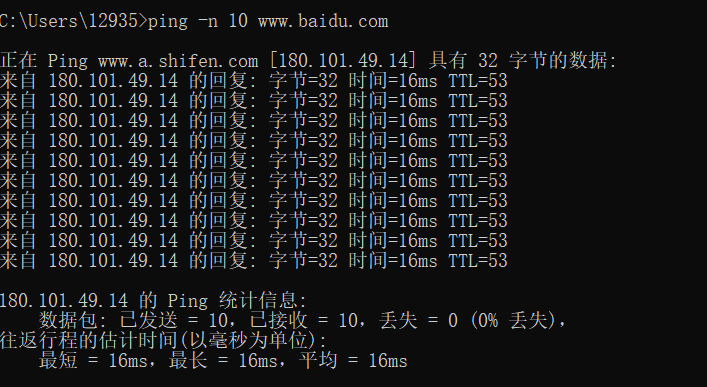 C:\Users\12935>ping -n 10 www.baidu.com
正在 Ping www.a.shifen.com [180.101.49.14] 具有 32 字节的数据:
来自 180.101.49.14 的回复: 字节=32 时间=16ms TTL=53
来自 180.101.49.14 的回复: 字节=32 时间=16ms TTL=53
来自 180.101.49.14 的回复: 字节=32 时间=16ms TTL=53
来自 180.101.49.14 的回复: 字节=32 时间=16ms TTL=53
来自 180.101.49.14 的回复: 字节=32 时间=16ms TTL=53
来自 180.101.49.14 的回复: 字节=32 时间=16ms TTL=53
来自 180.101.49.14 的回复: 字节=32 时间=16ms TTL=53
来自 180.101.49.14 的回复: 字节=32 时间=16ms TTL=53
来自 180.101.49.14 的回复: 字节=32 时间=16ms TTL=53
来自 180.101.49.14 的回复: 字节=32 时间=16ms TTL=53
180.101.49.14 的 Ping 统计信息:
数据包: 已发送 = 10，已接收 = 10，丢失 = 0 (0% 丢失)，
往返行程的估计时间(以毫秒为单位):
最短 = 16ms，最长 = 16ms，平均 = 16ms